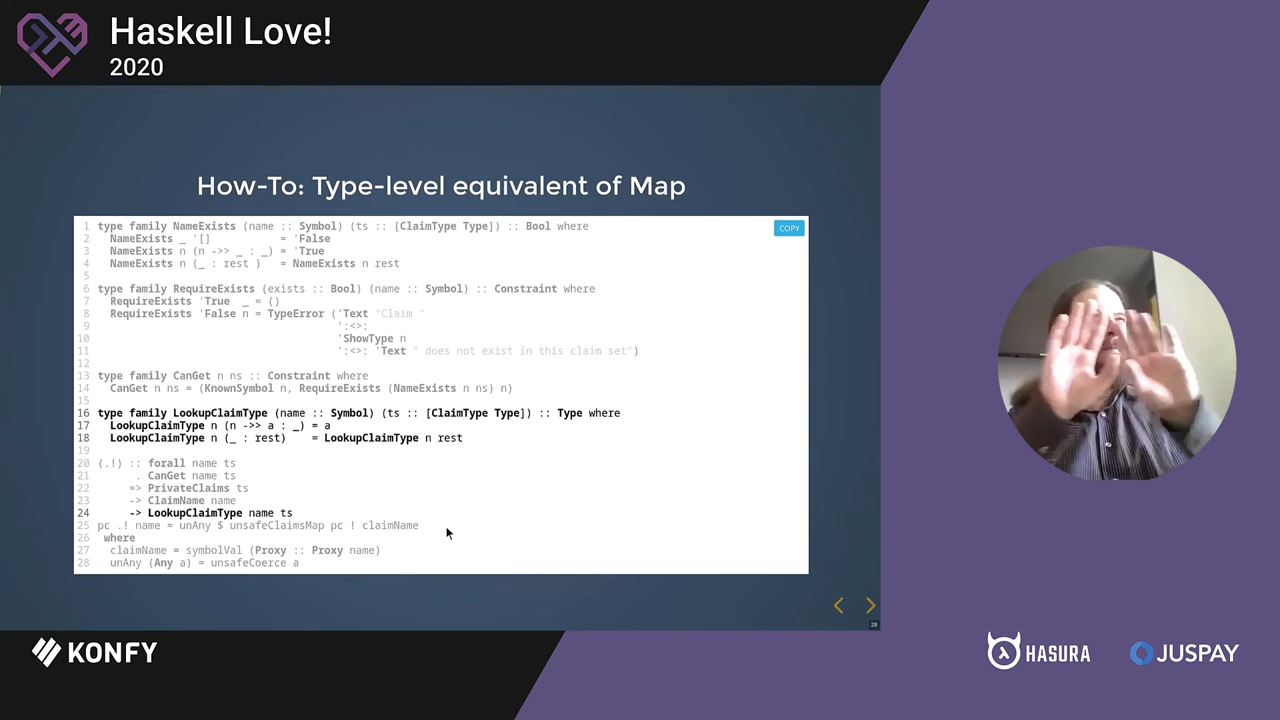 Haskell Love!
2020
How-To: Type-level equivalent of Map
COPY
1 type family NameExists (name :: Symbol) (ts :: [ClaimType Type]) :: Bool where
2   NameExists _ '[]           = 'False
3   NameExists n (n ->> _ : _) = 'True
4   NameExists n (_ : rest )   = NameExists n rest
5
6 type family RequireExists (exists :: Bool) (name :: Symbol) :: Constraint where
7   RequireExists 'True  _ = ()
8   RequireExists 'False n = TypeError ('Text "Claim "
9                                       ':<>:
10                                       'ShowType n
11                                       ':<>: 'Text " does not exist in this claim set")
12
13 type family CanGet n ns :: Constraint where
14   CanGet n ns = (KnownSymbol n, RequireExists (NameExists n ns) n)
15
16 type family LookupClaimType (name :: Symbol) (ts :: [ClaimType Type]) :: Type where
17   LookupClaimType n (n ->> a : _) = a
18   LookupClaimType n (_ : rest)    = LookupClaimType n rest
19
20 (.!) :: forall name ts
21       . CanGet name ts
22      => PrivateClaims ts
23      -> ClaimName name
24      -> LookupClaimType name ts
25 pc .! name = unAny $ unsafeClaimsMap pc ! claimName
26  where
27   claimName = symbolVal (Proxy :: Proxy name)
28   unAny (Any a) = unsafeCoerce a
28
KONFY
HASURA
JUSPAY